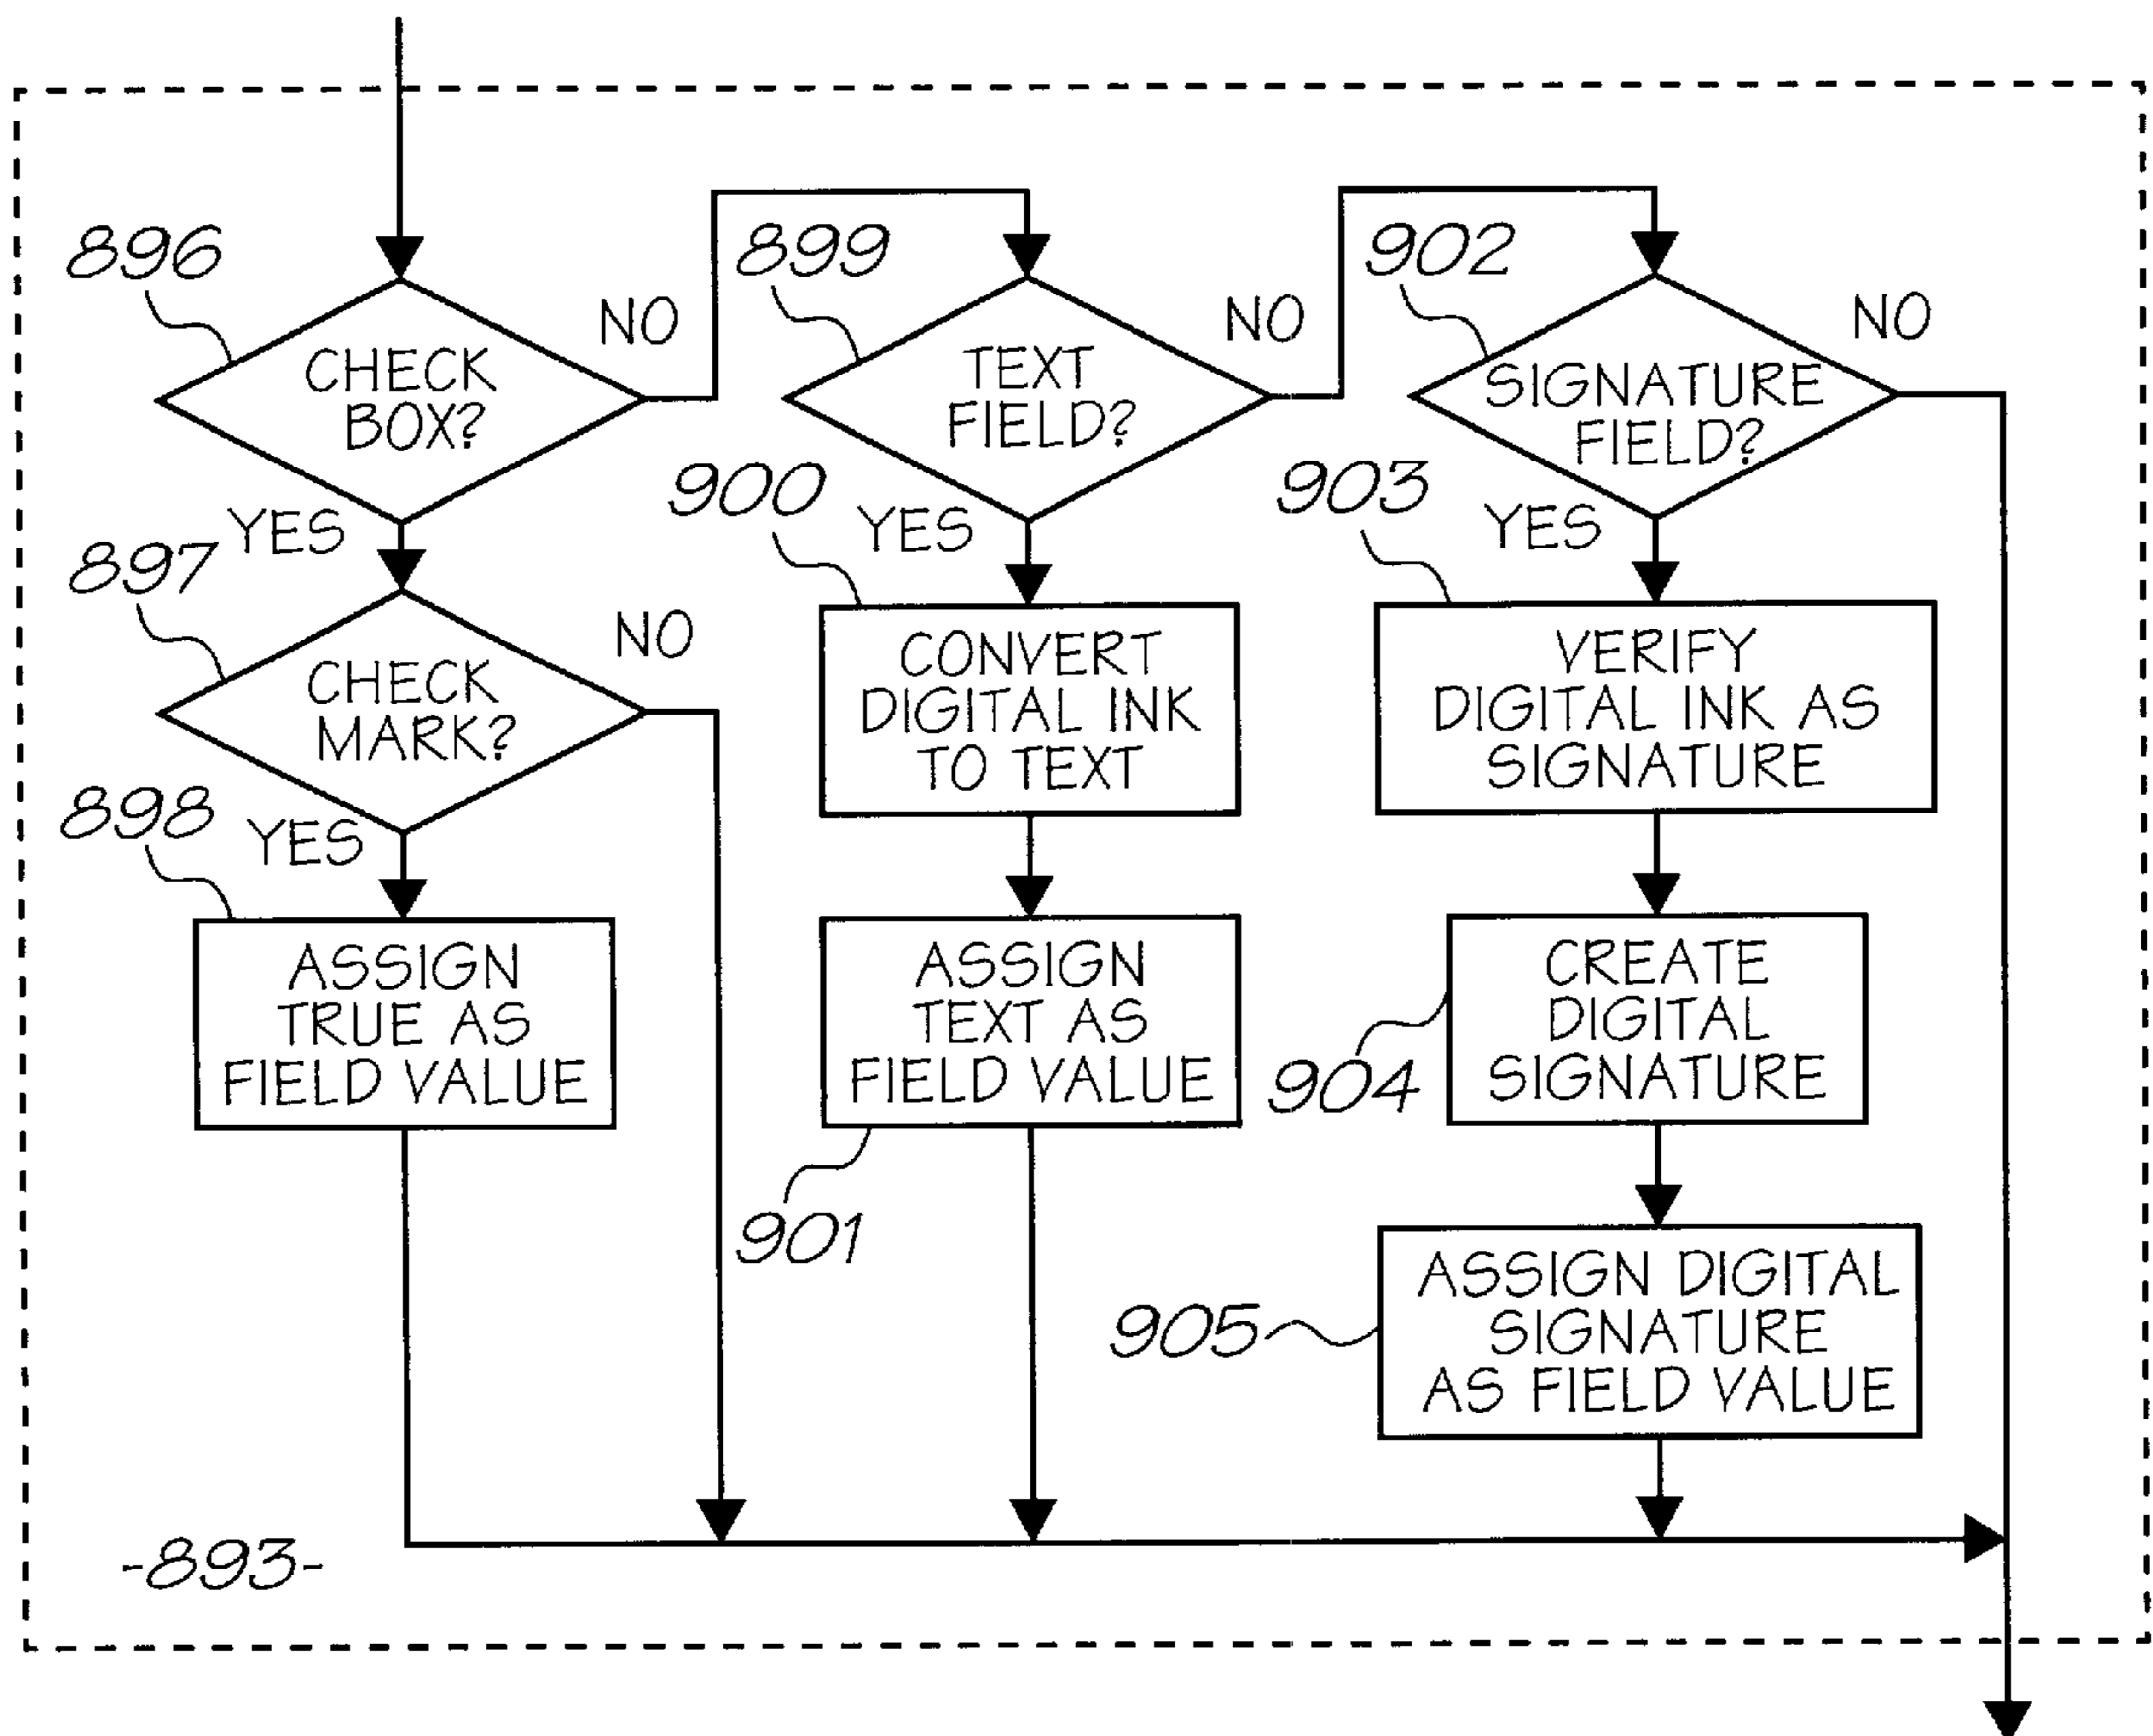 896
CHECK
BOX?
NO
YES
897
CHECK
MARK?
NO
YES
898
ASSIGN
TRUE AS
FIELD VALUE
899
TEXT
FIELD?
NO
YES
900
CONVERT
DIGITAL INK
TO TEXT
ASSIGN
TEXT AS
FIELD VALUE
901
902
SIGNATURE
FIELD?
NO
YES
903
VERIFY
DIGITAL INK AS
SIGNATURE
CREATE
DIGITAL
SIGNATURE
904
ASSIGN DIGITAL
SIGNATURE
AS FIELD VALUE
905
-893-